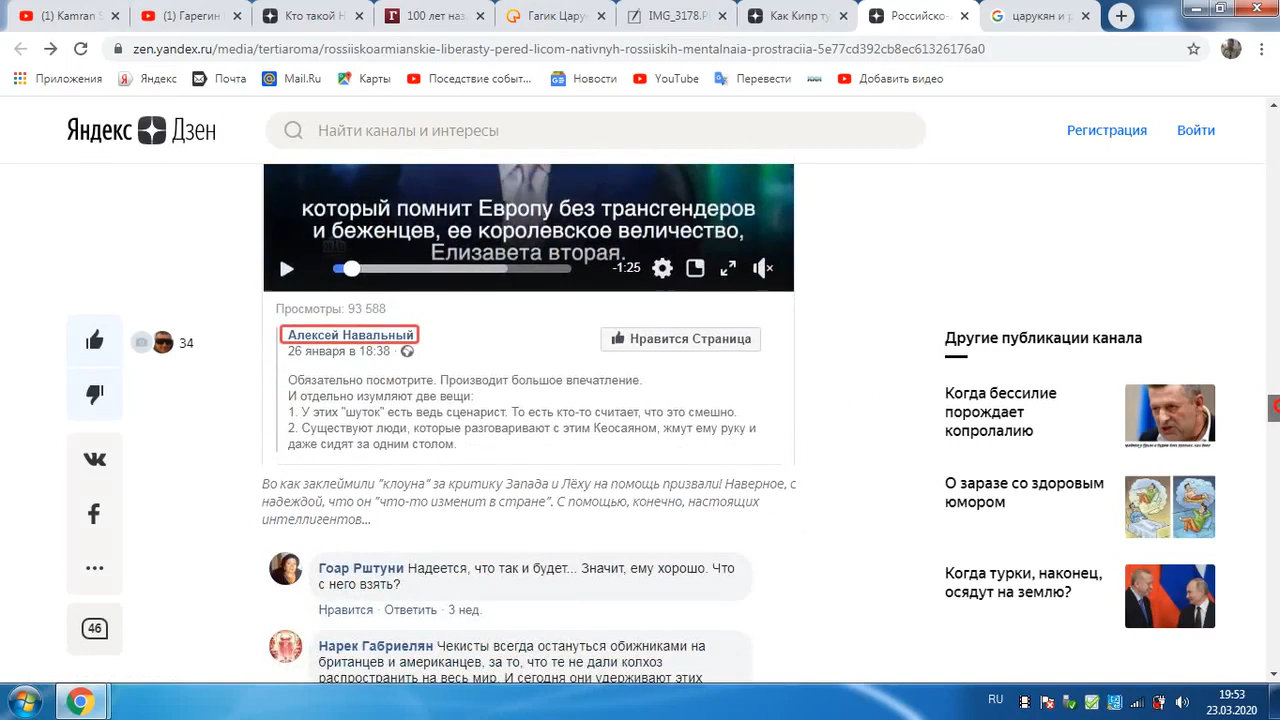 (1) Kamran S
(1) Гарегин
Кто такой Н
100 лет наз
Гагик Цару
IMG_3178.
Как Кипр ту
Российско-
царукян и р
zen.yandex.ru/media/tertiaroma/rossiiskoarmianskie-liberasty-pered-licom-nativnyh-rossiiskih-mentalnaia-prostraciia-5e77cd392cb8ec61326176a0
Приложения
Яндекс
Почта
Mail.Ru
Карты
Поседствие событ...
Новости
YouTube
Перевести
Добавить видео
Яндекс Дзен
Найти каналы и интересы
Регистрация
Войти
который помнит Европу без трансгендеров
и беженцев, ее королевское величество,
Елизавета вторая.
-1:25
Просмотры: 93 588
Алексей Навальный
26 января в 18:38
Нравится Страница
Обязательно посмотрите. Производит большое впечатление.
И отдельно изумляют две вещи:
1. У этих "шуток" есть ведь сценарист. То есть кто-то считает, что это смешно.
2. Существуют люди, которые разговаривают с этим Кеосаяном, жмут ему руку и
даже сидят за одним столом.
34
46
Во как заклеймили "клоуна" за критику Запада и Лёху на помощь призвали! Наверное, с
надеждой, что он "что-то изменит в стране". С помощью, конечно, настоящих
интеллигентов...
Гоар Рштуни Надеется, что так и будет... Значит, ему хорошо. Что
с него взять?
Нравится · Ответить · 3 нед.
Нарек Габриелян Чекисты всегда остануться обижниками на
британцев и американцев, за то, что те не дали колхоз
распространить на весь мир. И сегодня они удерживают этих
Другие публикации канала
Когда бессилие
порождает
копролалию
О заразе со здоровым
юмором
Когда турки, наконец,
осядут на землю?
RU
19:53
23.03.2020